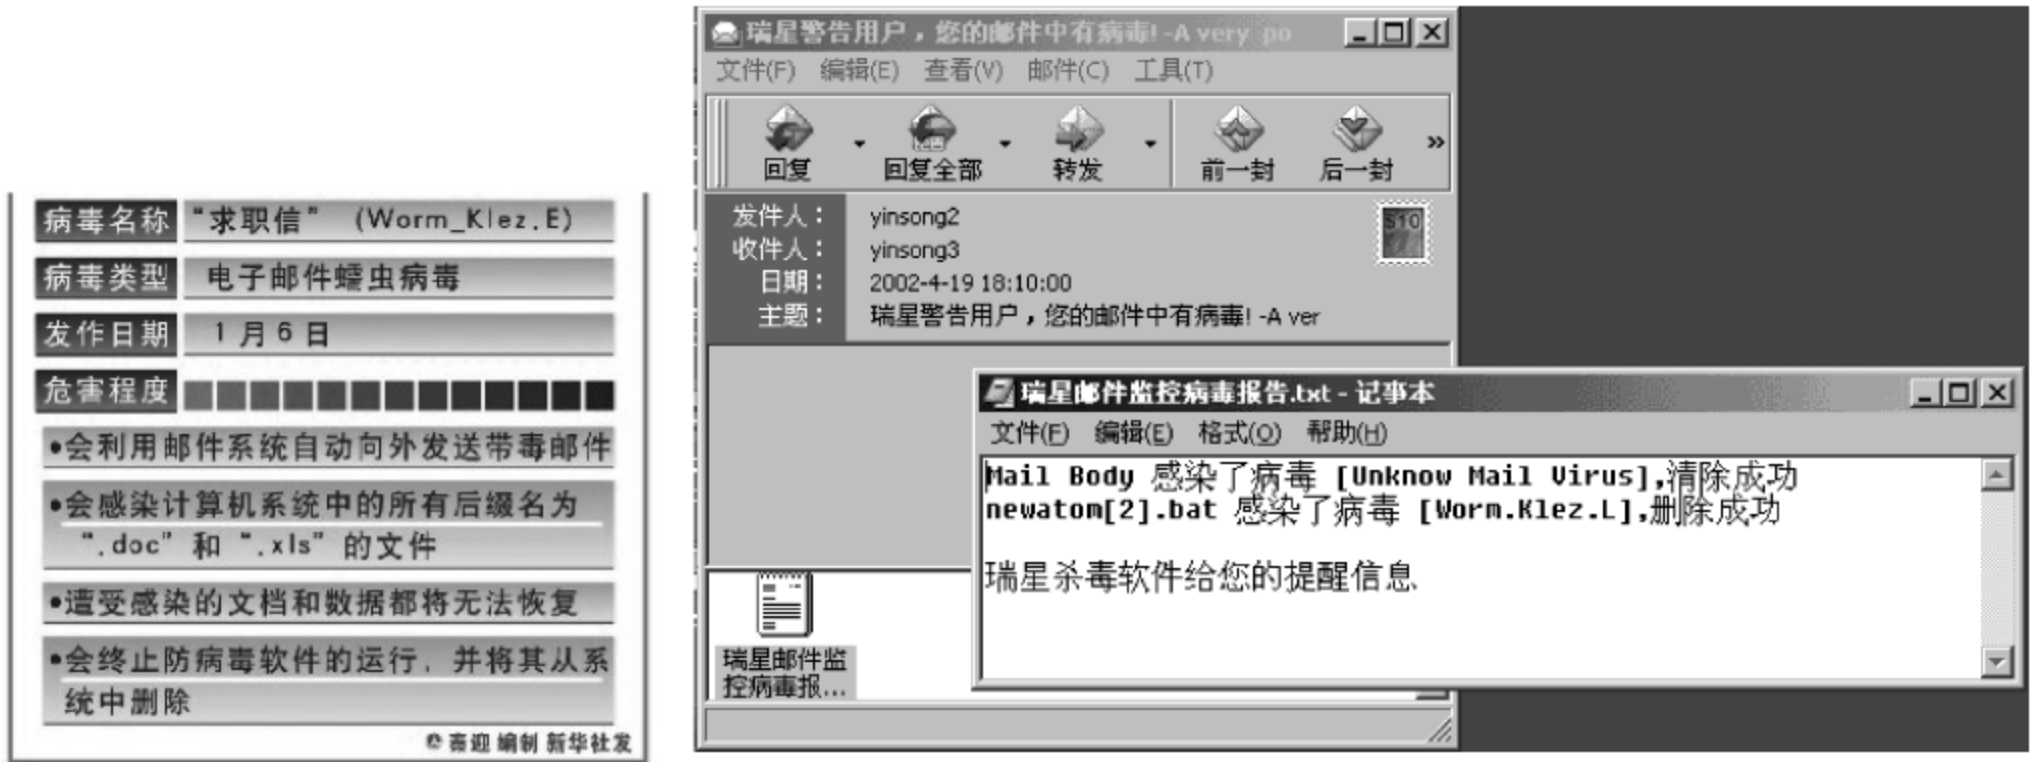 病毒名称 “求职信” (Worm_Klez.E)
病毒类型 电子邮件蠕虫病毒
发作日期 1月6日
危害程度
•会利用邮件系统自动向外发送带毒邮件
•会感染计算机系统中的所有后缀名为
“.doc”和“.xls”的文件
•遭受感染的文档和数据都将无法恢复
•会终止防病毒软件的运行，并将其从系
统中删除
编制 新华社发
瑞星警告用户，您的邮件中有病毒! -A very po
文件(F) 编辑(E) 查看(V) 邮件(C) 工具(T)
回复 回复全部 转发 前一封 后一封 »
发件人： yinsong2
收件人： yinsong3
日期： 2002-4-19 18:10:00
主题： 瑞星警告用户，您的邮件中有病毒! -A ver
$10
瑞星邮件监控病毒报告.txt - 记事本
文件(F) 编辑(E) 格式(O) 帮助(H)
Mail Body 感染了病毒 [Unknow Mail Virus],清除成功
newatom[2].bat 感染了病毒 [Worm.Klez.L],删除成功
瑞星杀毒软件给您的提醒信息.
瑞星邮件监
控病毒报...